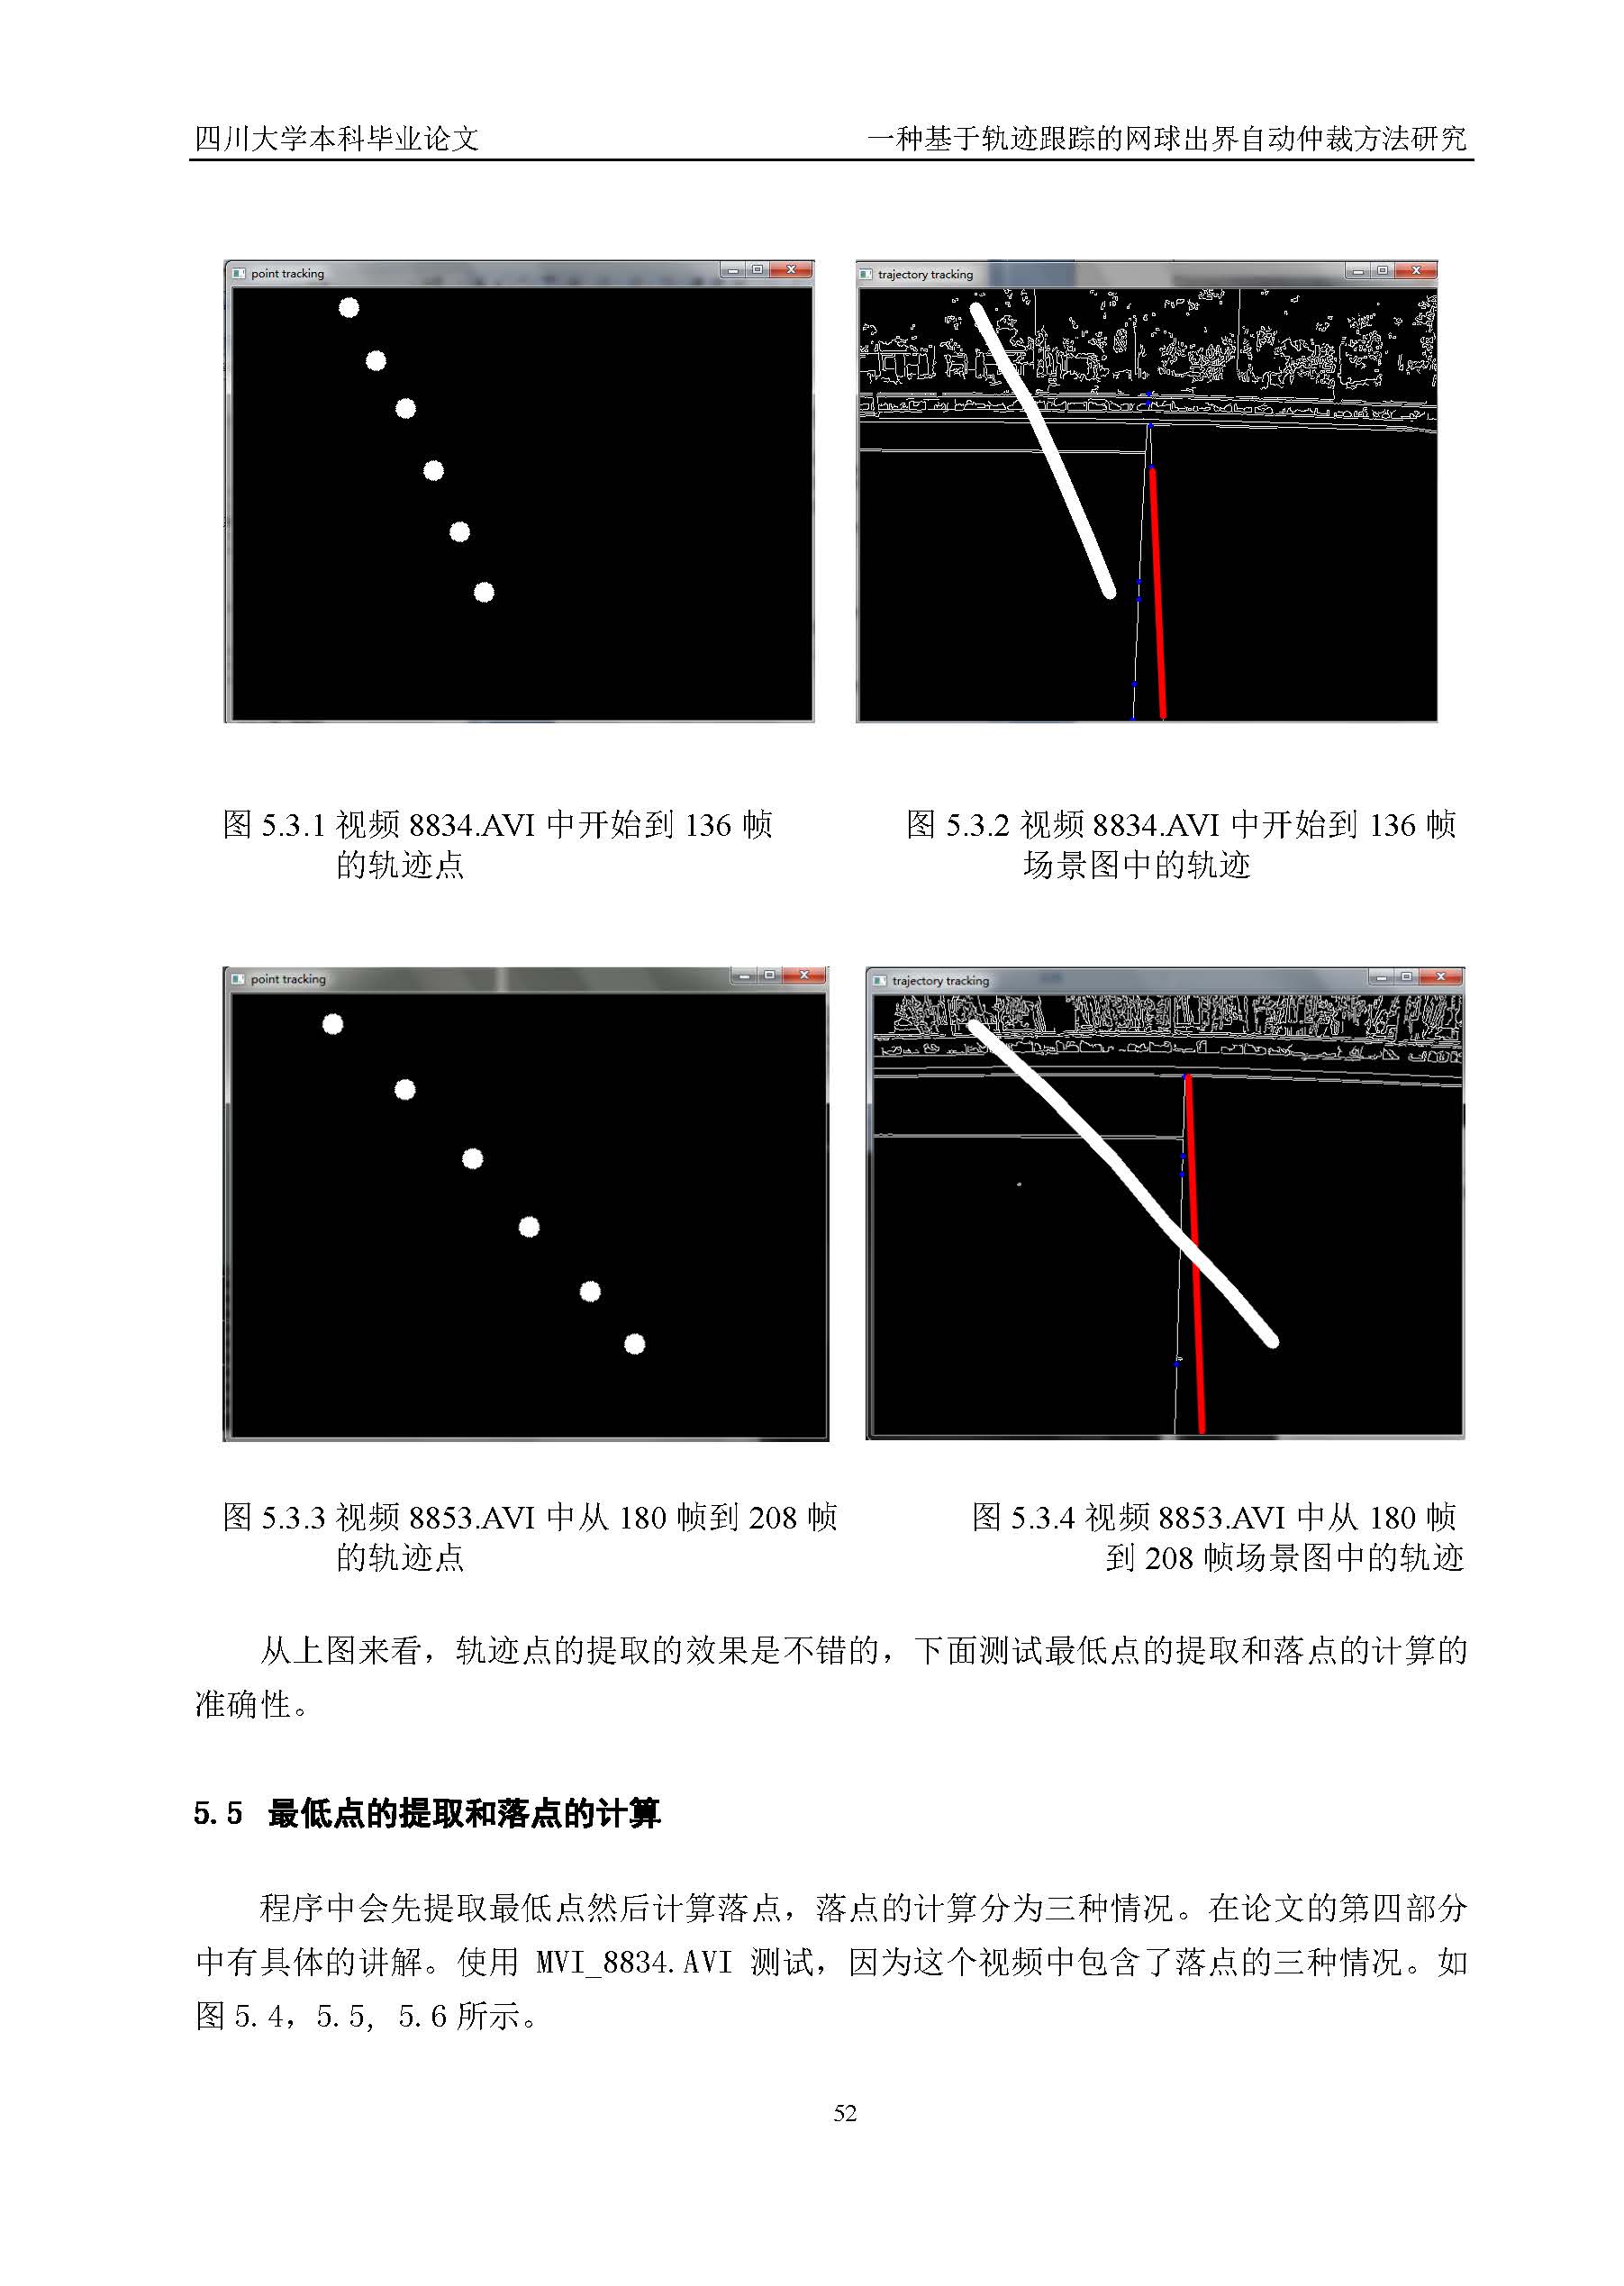 四川大学本科毕业论文 一种基于轨迹跟踪的网球出界自动仲裁方法研究
point tracking
trajectory tracking
图 5.3.1 视频 8834.AVI 中开始到 136 帧
的轨迹点
图 5.3.2 视频 8834.AVI 中开始到 136 帧
场景图中的轨迹
point tracking
trajectory tracking
图 5.3.3 视频 8853.AVI 中从 180 帧到 208 帧
的轨迹点
图 5.3.4 视频 8853.AVI 中从 180 帧
到 208 帧场景图中的轨迹
从上图来看，轨迹点的提取的效果是不错的，下面测试最低点的提取和落点的计算的
准确性。
5.5 最低点的提取和落点的计算
程序中会先提取最低点然后计算落点，落点的计算分为三种情况。在论文的第四部分
中有具体的讲解。使用 MVI_8834.AVI 测试，因为这个视频中包含了落点的三种情况。如
图 5.4，5.5, 5.6 所示。
52